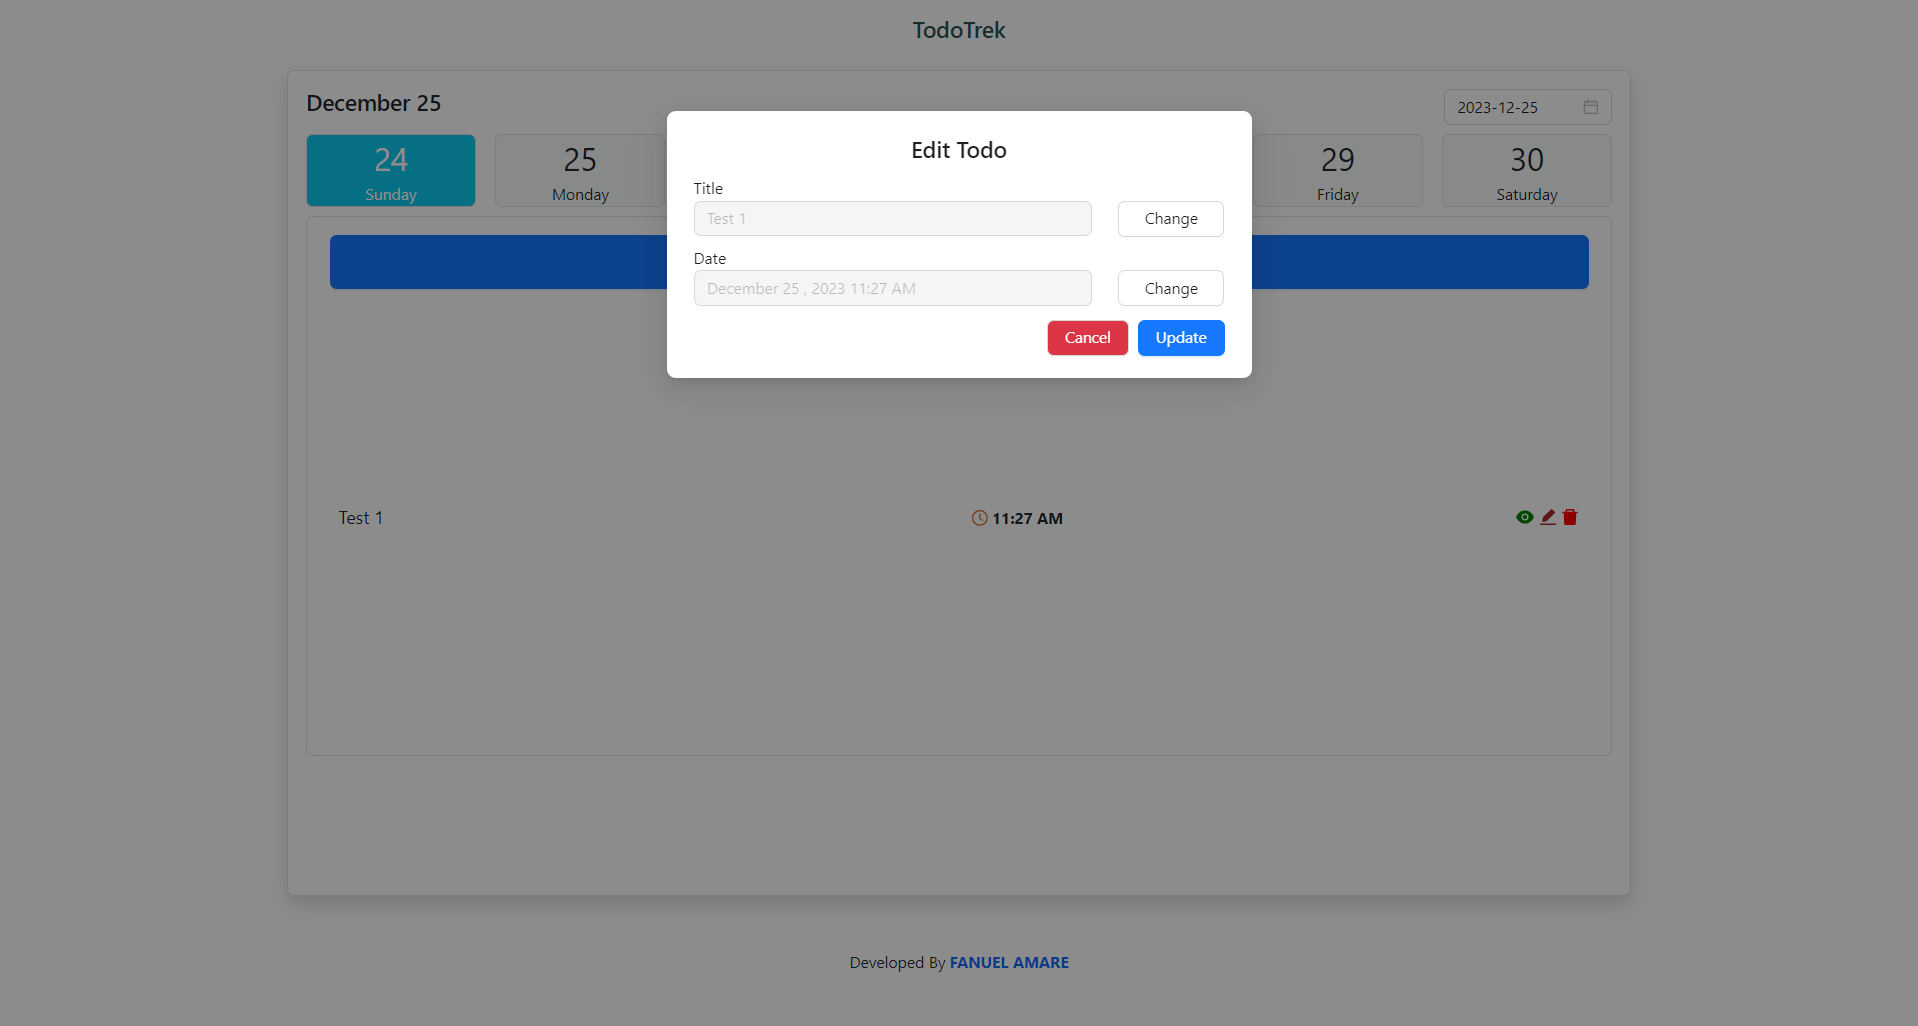 TodoTrek
December 25
2023-12-25
24
Sunday
25
Monday
29
Friday
30
Saturday
Edit Todo
Title
Test 1
Change
Date
December 25 , 2023 11:27 AM
Change
Cancel
Update
Test 1
11:27 AM
Developed By FANUEL AMARE